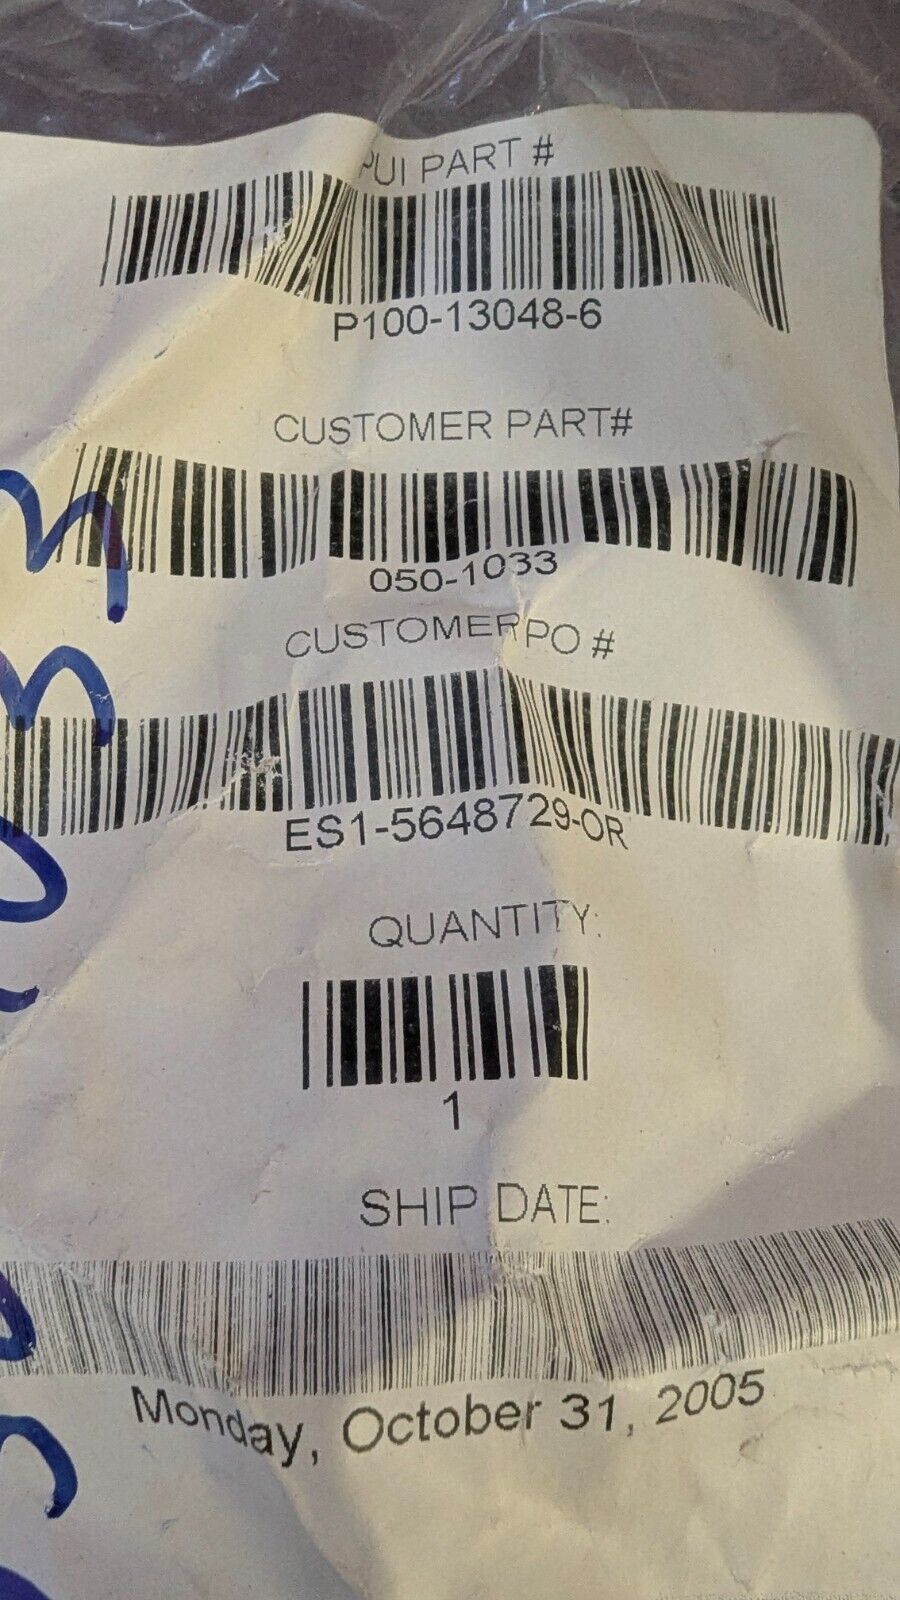 PUI PART #
P100-13048-6
CUSTOMER PART#
050-1033
CUSTOMER PO #
ES1-5648729-OR
QUANTITY:
1
SHIP DATE:
Monday, October 31, 2005